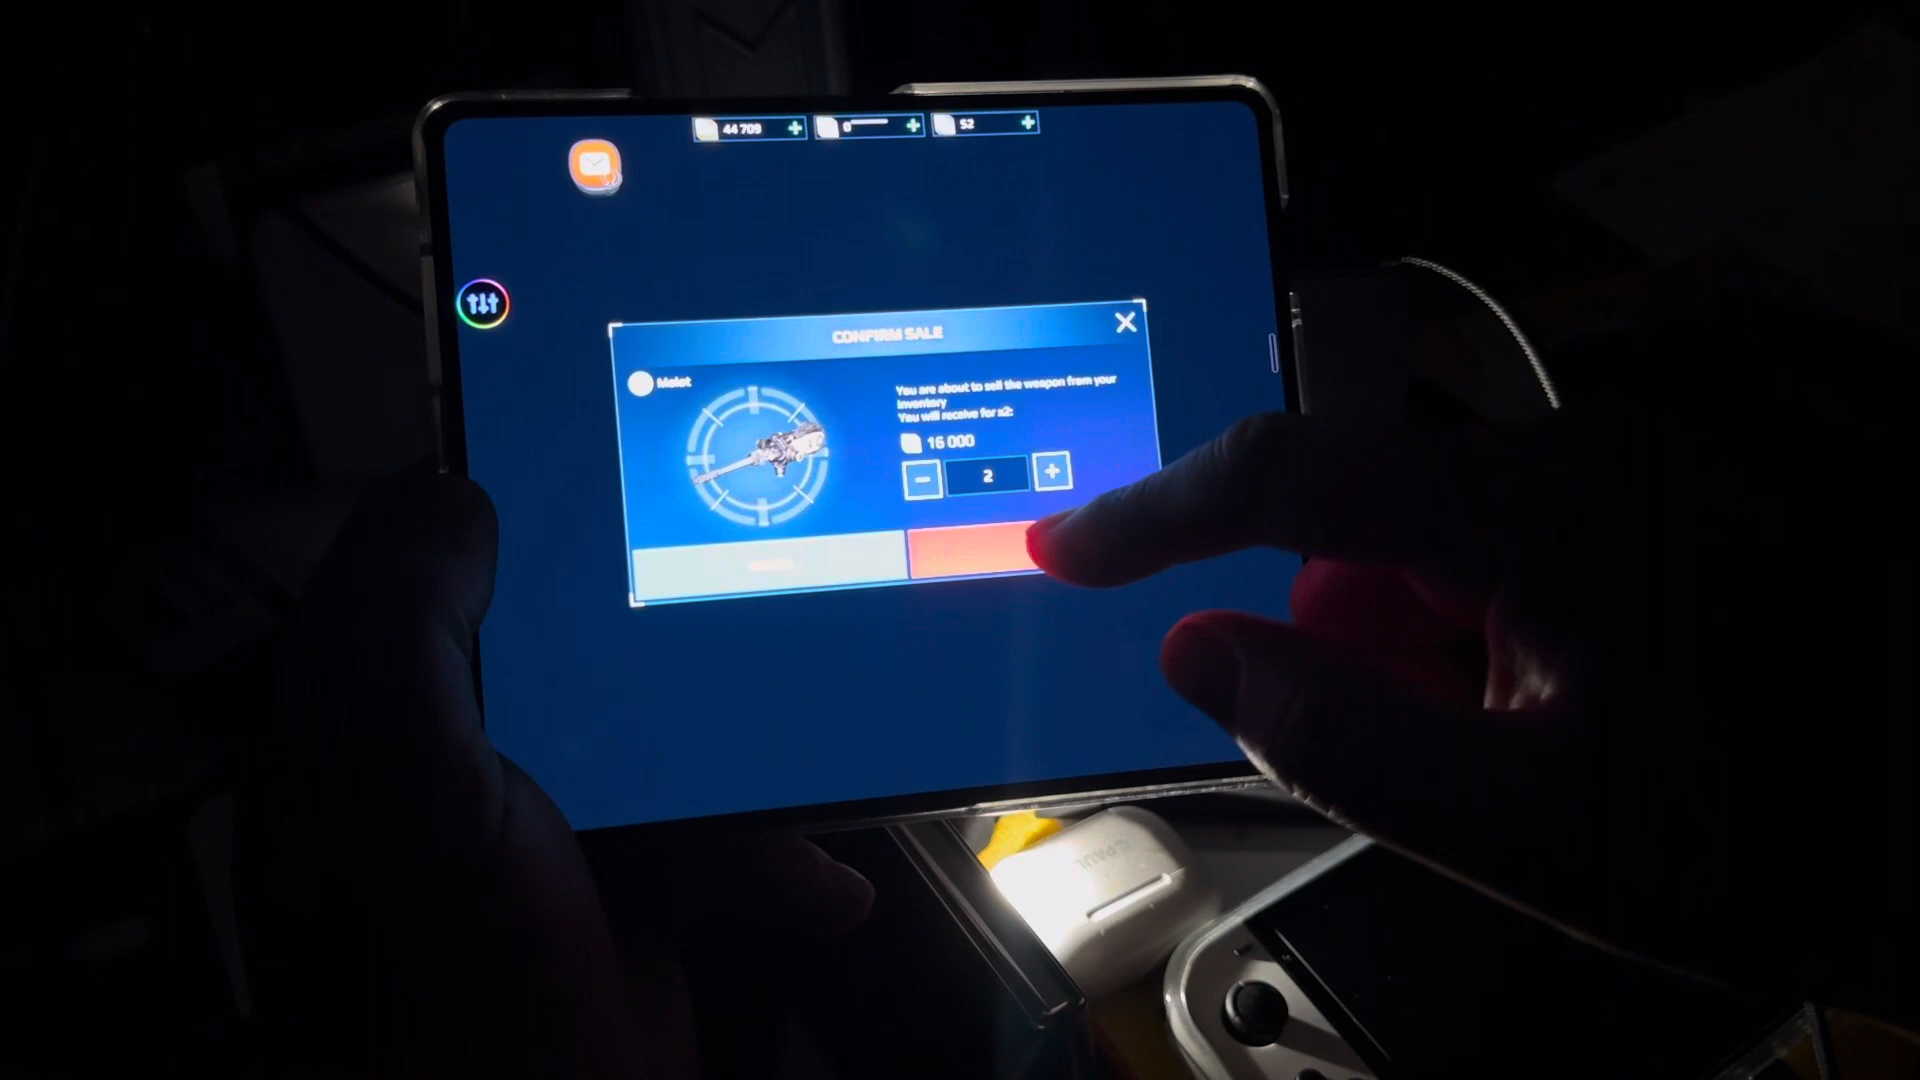 44 709
0
52
CONFIRM SALE
Molot
You are about to sell the weapon from your
inventory
You will receive for x2:
16 000
2